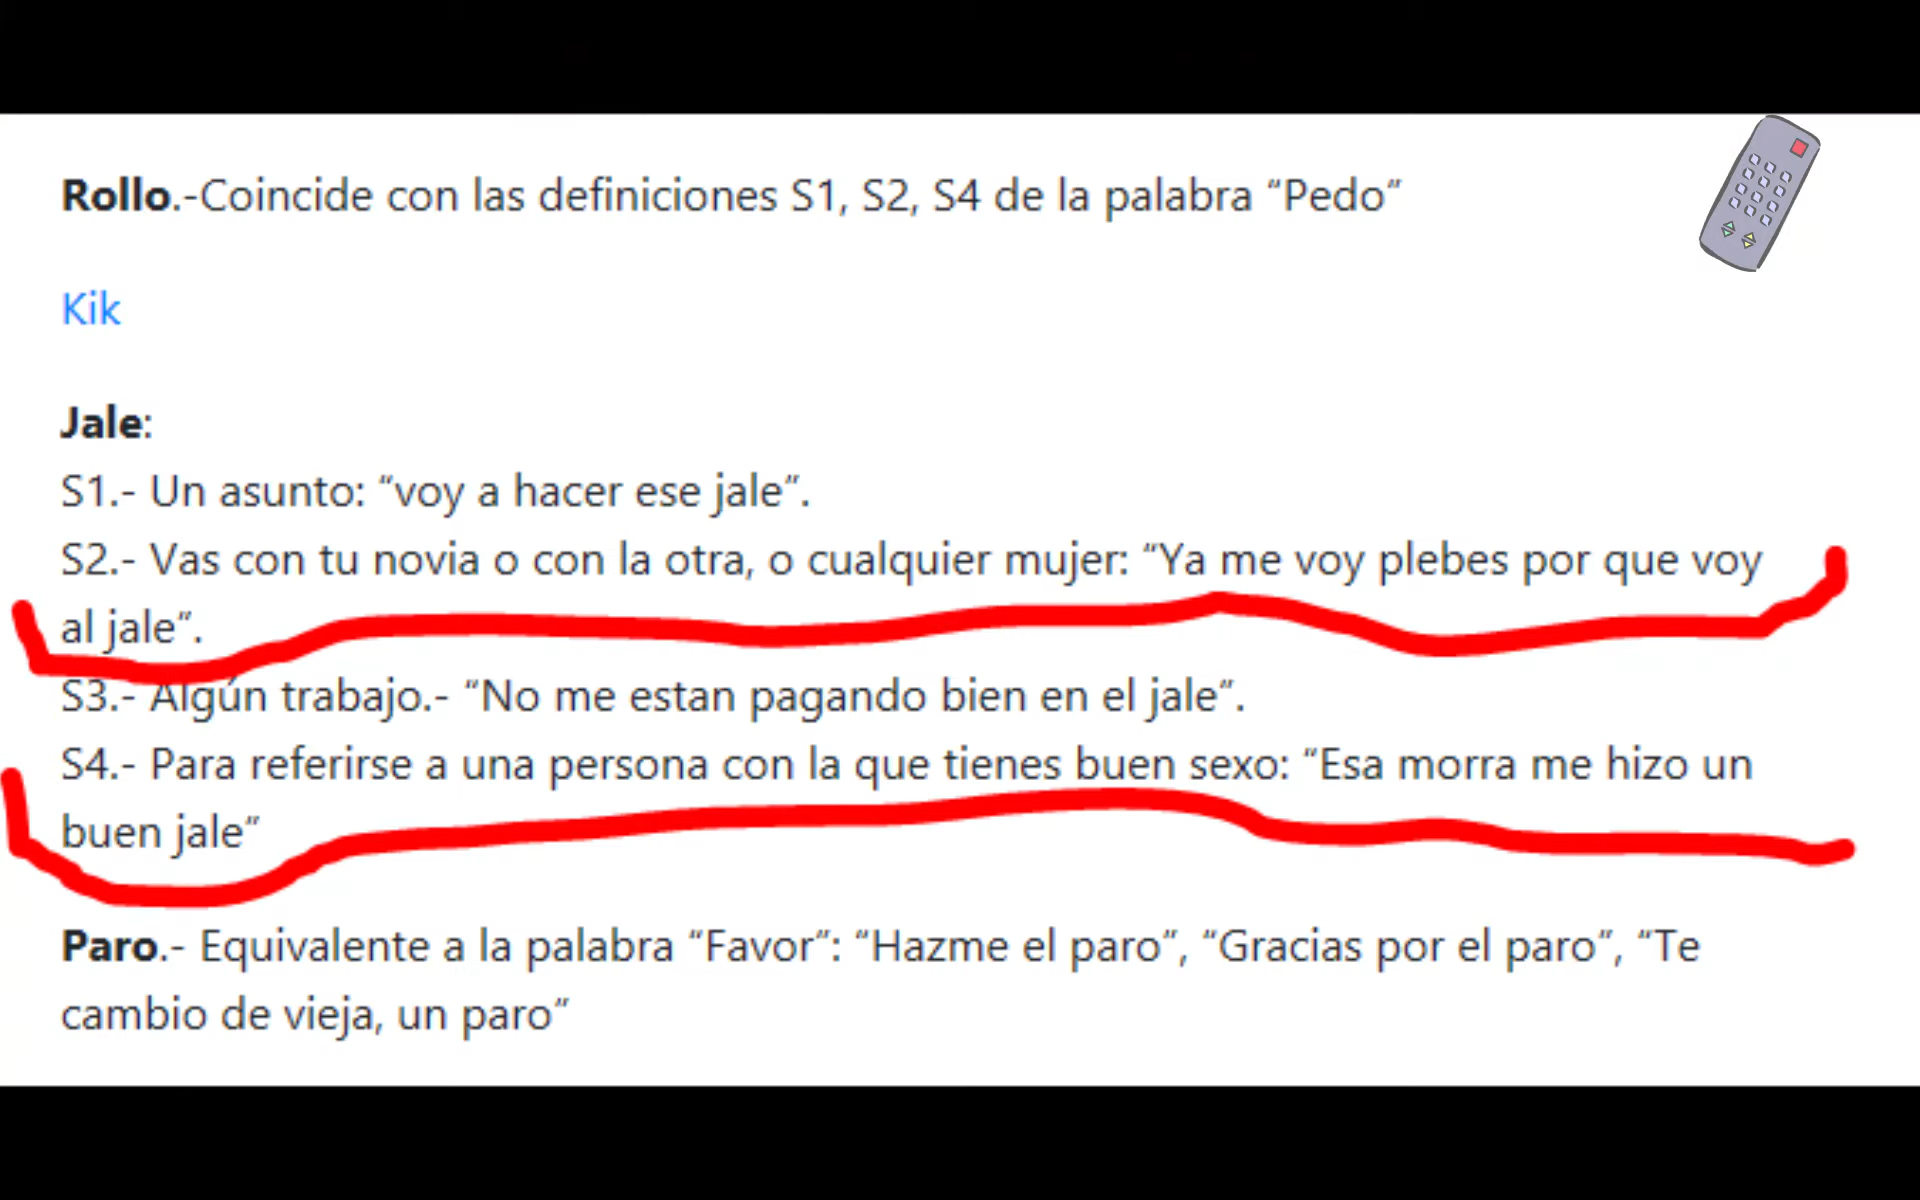 Rollo.-Coincide con las definiciones S1, S2, S4 de la palabra “Pedo”
Kik
Jale:
S1.- Un asunto: “voy a hacer ese jale”.
S2.- Vas con tu novia o con la otra, o cualquier mujer: “Ya me voy plebes por que voy
al jale”.
S3.- Algún trabajo.- “No me estan pagando bien en el jale”.
S4.- Para referirse a una persona con la que tienes buen sexo: “Esa morra me hizo un
buen jale”
Paro.- Equivalente a la palabra “Favor”: “Hazme el paro”, “Gracias por el paro”, “Te
cambio de vieja, un paro”